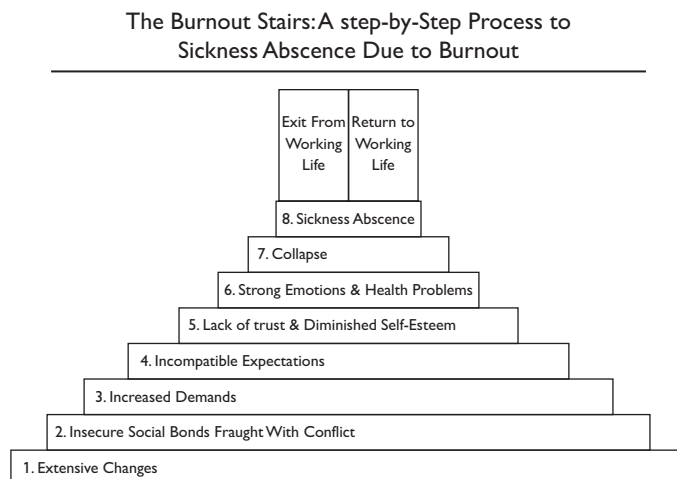 The Burnout Stairs: A step-by-Step Process to
Sickness Abscence Due to Burnout
Exit From
Working
Life
Return to
Working
Life
8. Sickness Abscence
7. Collapse
6. Strong Emotions & Health Problems
5. Lack of trust & Diminished Self-Esteem
4. Incompatible Expectations
3. Increased Demands
2. Insecure Social Bonds Fraught With Conflict
1. Extensive Changes